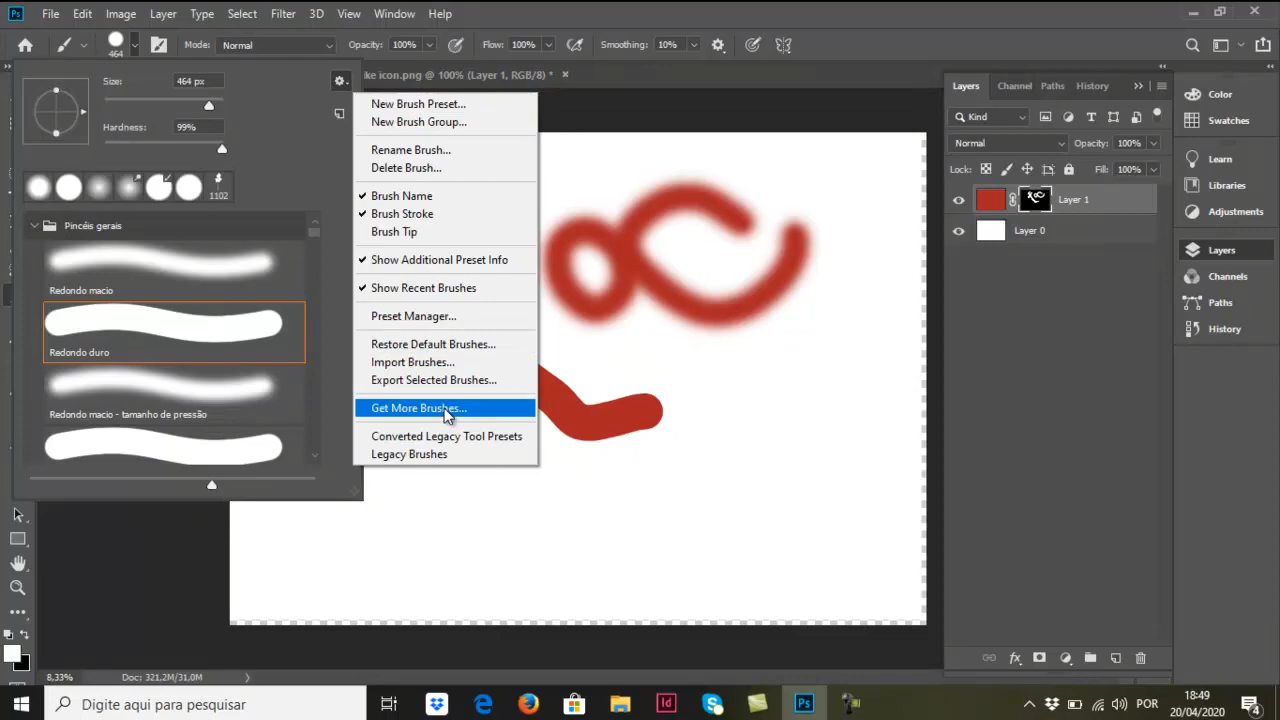 Ps File Edit Image Layer Type Select Filter 3D View Window Help
464 Mode: Normal Opacity: 100% Flow: 100% Smoothing: 10%
ke icon.png @ 100% (Layer 1, RGB/8) *
Size: 464 px
Hardness: 99%
1102
Pincéis gerais
Redondo macio
Redondo duro
Redondo macio - tamanho de pressão
New Brush Preset...
New Brush Group...
Rename Brush...
Delete Brush...
Brush Name
Brush Stroke
Brush Tip
Show Additional Preset Info
Show Recent Brushes
Preset Manager...
Restore Default Brushes...
Import Brushes...
Export Selected Brushes...
Get More Brushes...
Converted Legacy Tool Presets
Legacy Brushes
Layers Channel Paths History
Kind
Normal Opacity: 100%
Lock: Fill: 100%
Layer 1
Layer 0
fx
Color
Swatches
Learn
Libraries
Adjustments
Layers
Channels
Paths
History
8,33% Doc: 321,2M/31,0M
Digite aqui para pesquisar
Id
Ps
POR
18:49
20/04/2020
4